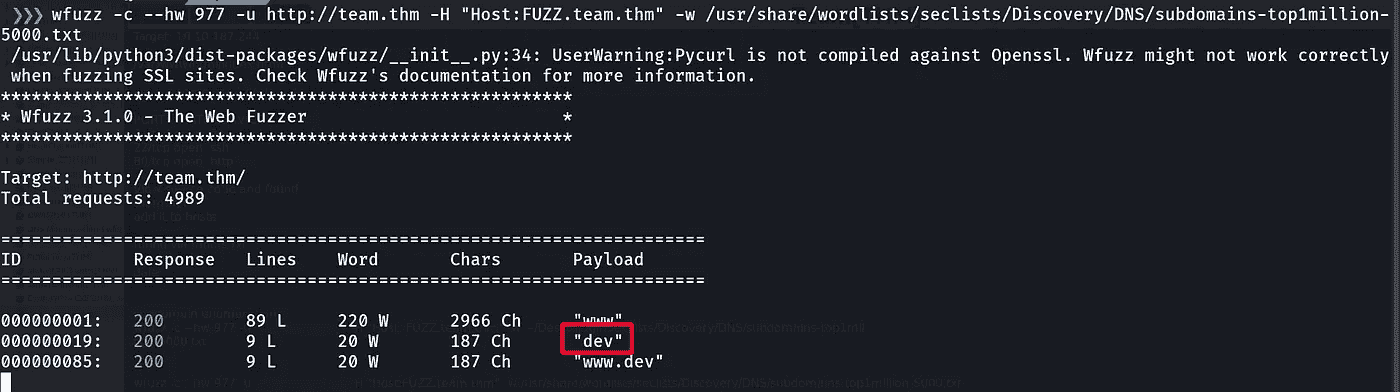 >>> wfuzz -c --hw 977 -u http://team.thm -H "Host:FUZZ.team.thm" -w /usr/share/wordlists/seclists/Discovery/DNS/subdomains-top1million-
5000.txt
/usr/lib/python3/dist-packages/wfuzz/__init__.py:34: UserWarning:Pycurl is not compiled against Openssl. Wfuzz might not work correctly
when fuzzing SSL sites. Check Wfuzz's documentation for more information.
********************************************************
* Wfuzz 3.1.0 - The Web Fuzzer                         *
********************************************************
Target: http://team.thm/
Total requests: 4989
=====================================================================
ID           Response   Lines    Word       Chars       Payload
=====================================================================
000000001:   200        89 L     220 W      2966 Ch     "www"
000000019:   200        9 L      20 W       187 Ch      "dev"
000000085:   200        9 L      20 W       187 Ch      "www.dev"